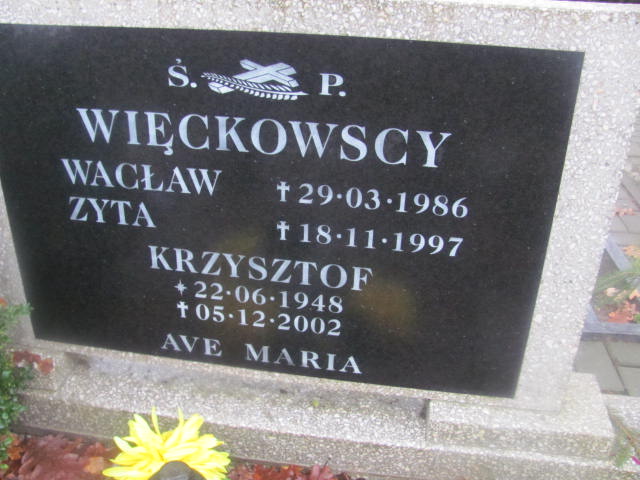 Ś. P.
WIĘCKOWSCY
WACŁAW ✝ 29·03·1986
ZYTA ✝ 18·11·1997
KRZYSZTOF
✶ 22·06·1948
✝ 05·12·2002
AVE MARIA